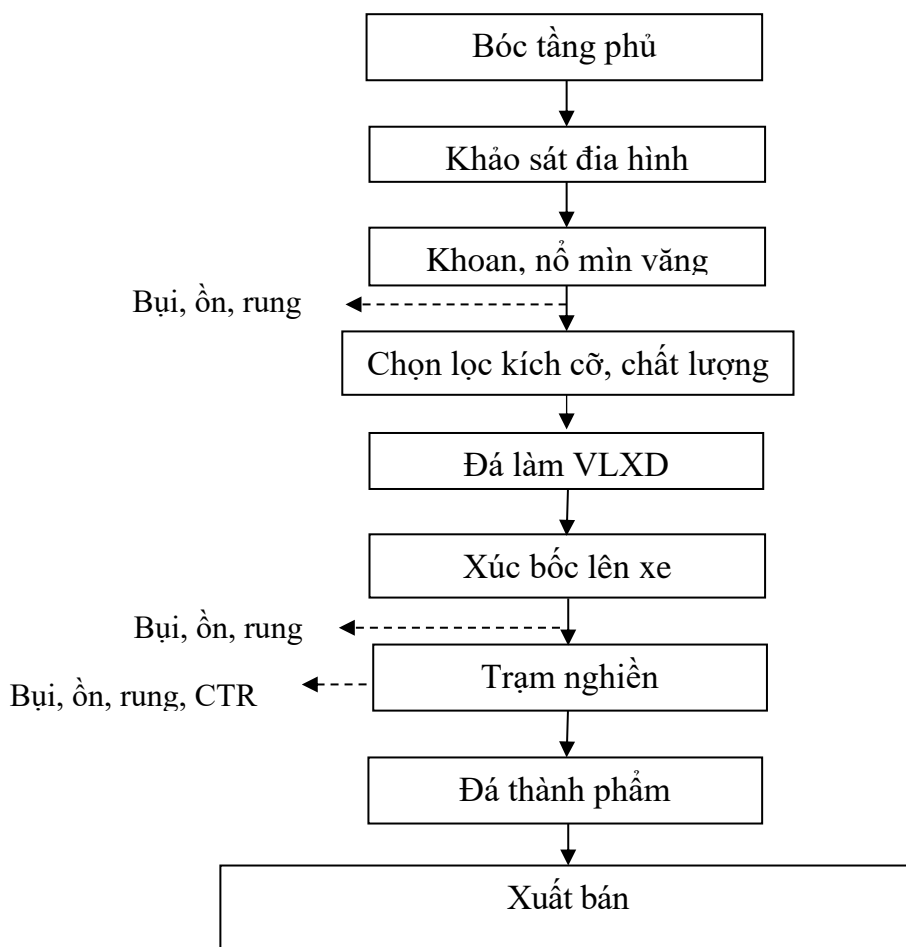 Bóc tầng phủ
Khảo sát đia hình
Khoan, nổ mìn văng
Bụi, ồn, rung
Chọn lọc kích cỡ, chất lượng
Đá làm VLXD
Xúc bốc lên xe
Bụi, ồn, rung
Trạm nghiền
Bụi, ồn, rung, CTR
Đá thành phẩm
Xuất bán